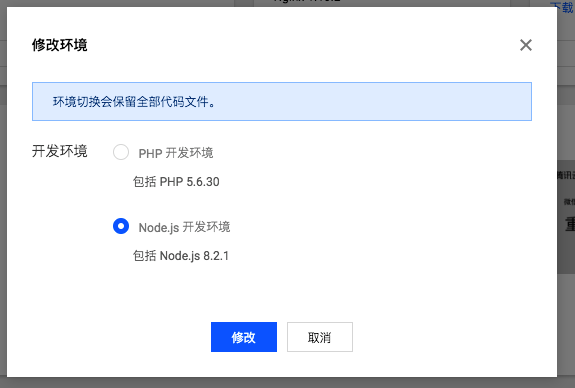 下载
修改环境
环境切换会保留全部代码文件。
开发环境
PHP 开发环境
包括 PHP 5.6.30
Node.js 开发环境
包括 Node.js 8.2.1
修改
取消